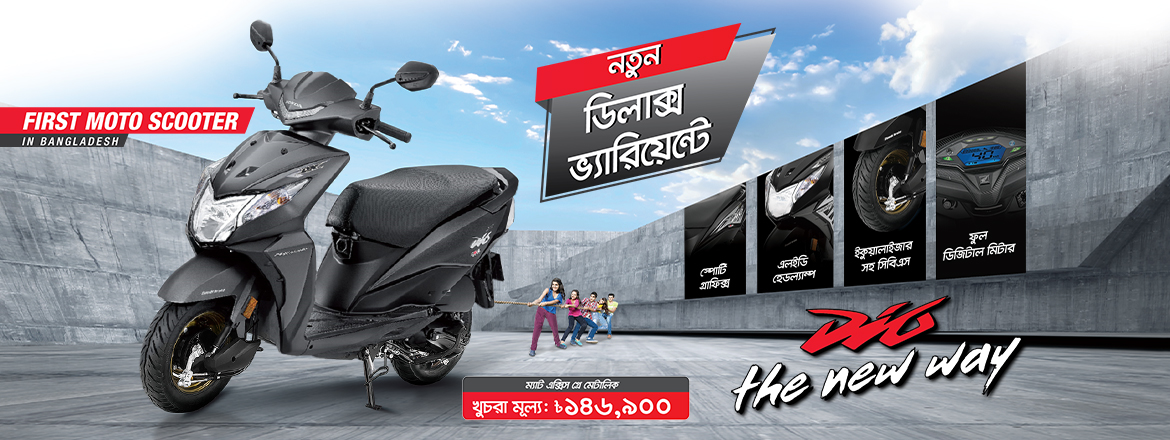 FIRST MOTO SCOOTER
IN BANGLADESH
নতুন
ডিলাক্স
ভ্যারিয়েন্টে
স্পোর্টি
গ্রাফিক্স
এলইডি
হেডল্যাম্প
ইকুয়ালাইজার
সহ সিবিএস
ফুল
ডিজিটাল মিটার
DIO
the new way
ম্যাট এক্সিস গ্রে মেটালিক
খুচরা মূল্য: ৳১৪৬,৯০০